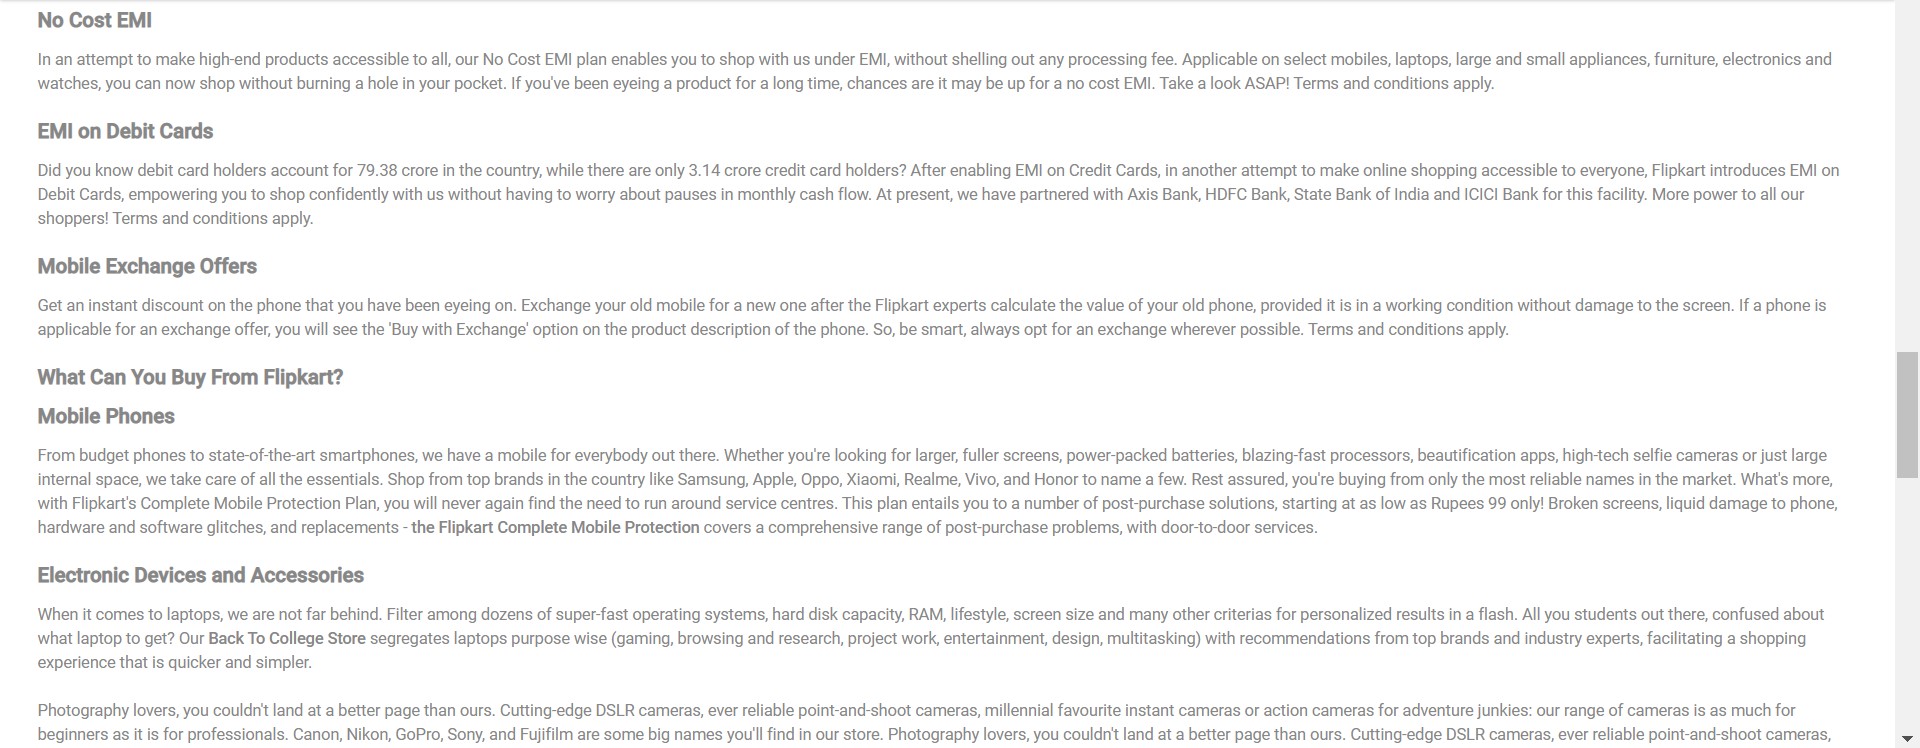 No Cost EMI
In an attempt to make high-end products accessible to all, our No Cost EMI plan enables you to shop with us under EMI, without shelling out any processing fee. Applicable on select mobiles, laptops, large and small appliances, furniture, electronics and
watches, you can now shop without burning a hole in your pocket. If you've been eyeing a product for a long time, chances are it may be up for a no cost EMI. Take a look ASAP! Terms and conditions apply.
EMI on Debit Cards
Did you know debit card holders account for 79.38 crore in the country, while there are only 3.14 crore credit card holders? After enabling EMI on Credit Cards, in another attempt to make online shopping accessible to everyone, Flipkart introduces EMI on
Debit Cards, empowering you to shop confidently with us without having to worry about pauses in monthly cash flow. At present, we have partnered with Axis Bank, HDFC Bank, State Bank of India and ICICI Bank for this facility. More power to all our
shoppers! Terms and conditions apply.
Mobile Exchange Offers
Get an instant discount on the phone that you have been eyeing on. Exchange your old mobile for a new one after the Flipkart experts calculate the value of your old phone, provided it is in a working condition without damage to the screen. If a phone is
applicable for an exchange offer, you will see the 'Buy with Exchange' option on the product description of the phone. So, be smart, always opt for an exchange wherever possible. Terms and conditions apply.
What Can You Buy From Flipkart?
Mobile Phones
From budget phones to state-of-the-art smartphones, we have a mobile for everybody out there. Whether you're looking for larger, fuller screens, power-packed batteries, blazing-fast processors, beautification apps, high-tech selfie cameras or just large
internal space, we take care of all the essentials. Shop from top brands in the country like Samsung, Apple, Oppo, Xiaomi, Realme, Vivo, and Honor to name a few. Rest assured, you're buying from only the most reliable names in the market. What's more,
with Flipkart's Complete Mobile Protection Plan, you will never again find the need to run around service centres. This plan entails you to a number of post-purchase solutions, starting at as low as Rupees 99 only! Broken screens, liquid damage to phone,
hardware and software glitches, and replacements - the Flipkart Complete Mobile Protection covers a comprehensive range of post-purchase problems, with door-to-door services.
Electronic Devices and Accessories
When it comes to laptops, we are not far behind. Filter among dozens of super-fast operating systems, hard disk capacity, RAM, lifestyle, screen size and many other criterias for personalized results in a flash. All you students out there, confused about
what laptop to get? Our Back To College Store segregates laptops purpose wise (gaming, browsing and research, project work, entertainment, design, multitasking) with recommendations from top brands and industry experts, facilitating a shopping
experience that is quicker and simpler.
Photography lovers, you couldn't land at a better page than ours. Cutting-edge DSLR cameras, ever reliable point-and-shoot cameras, millennial favourite instant cameras or action cameras for adventure junkies: our range of cameras is as much for
beginners as it is for professionals. Canon, Nikon, GoPro, Sony, and Fujifilm are some big names you'll find in our store. Photography lovers, you couldn't land at a better page than ours. Cutting-edge DSLR cameras, ever reliable point-and-shoot cameras,